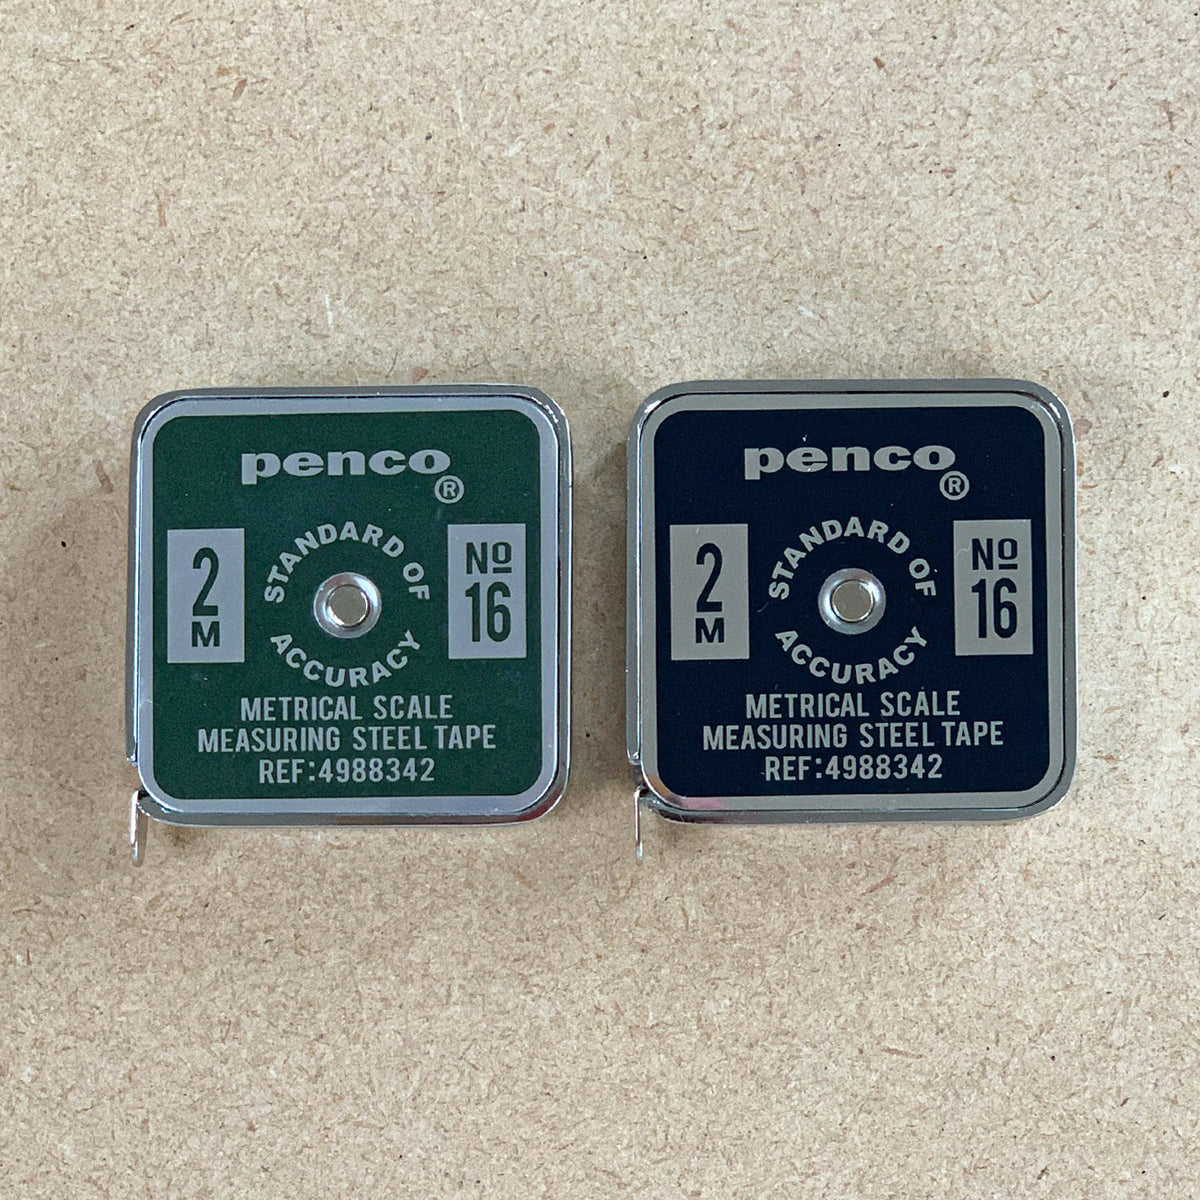 penco®
2
M
STANDARD OF
ACCURACY
Nº
16
METRICAL SCALE
MEASURING STEEL TAPE
REF:4988342
penco®
2
M
STANDARD OF
ACCURACY
Nº
16
METRICAL SCALE
MEASURING STEEL TAPE
REF:4988342